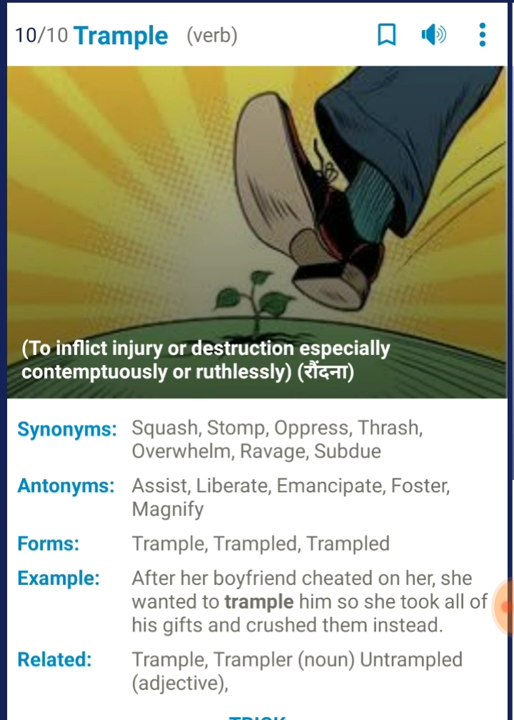 10/10 Trample (verb)
(To inflict injury or destruction especially
contemptuously or ruthlessly) (रौंदना)
Synonyms: Squash, Stomp, Oppress, Thrash,
Overwhelm, Ravage, Subdue
Antonyms: Assist, Liberate, Emancipate, Foster,
Magnify
Forms: Trample, Trampled, Trampled
Example: After her boyfriend cheated on her, she
wanted to trample him so she took all of
his gifts and crushed them instead.
Related: Trample, Trampler (noun) Untrampled
(adjective),
TRICK